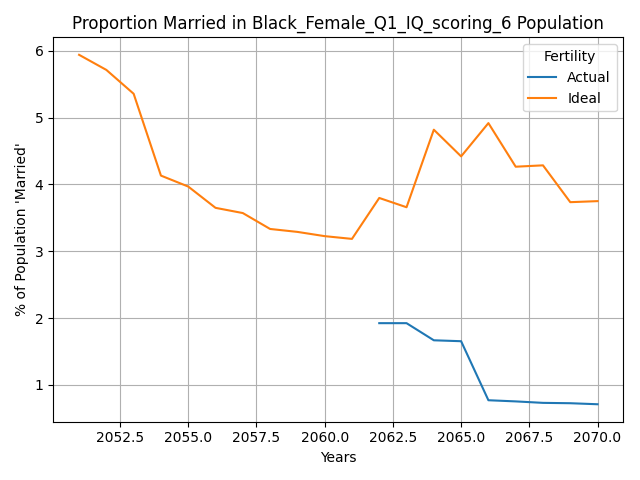 Proportion Married in Black_Female_Q1_IQ_scoring_6 Population
Fertility
Actual
Ideal
% of Population 'Married'
6
5
4
3
2
1
2052.5 2055.0 2057.5 2060.0 2062.5 2065.0 2067.5 2070.0
Years